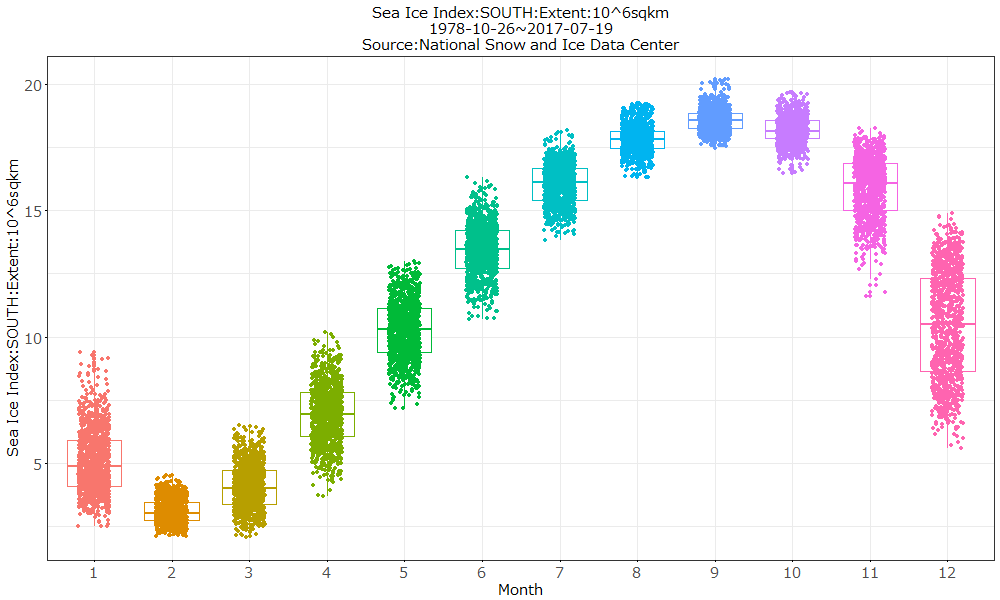 Sea Ice Index:SOUTH:Extent:10^6sqkm
1978-10-26~2017-07-19
Source:National Snow and Ice Data Center
Sea Ice Index:SOUTH:Extent:10^6sqkm
20
15
10
5
1 2 3 4 5 6 7 8 9 10 11 12
Month